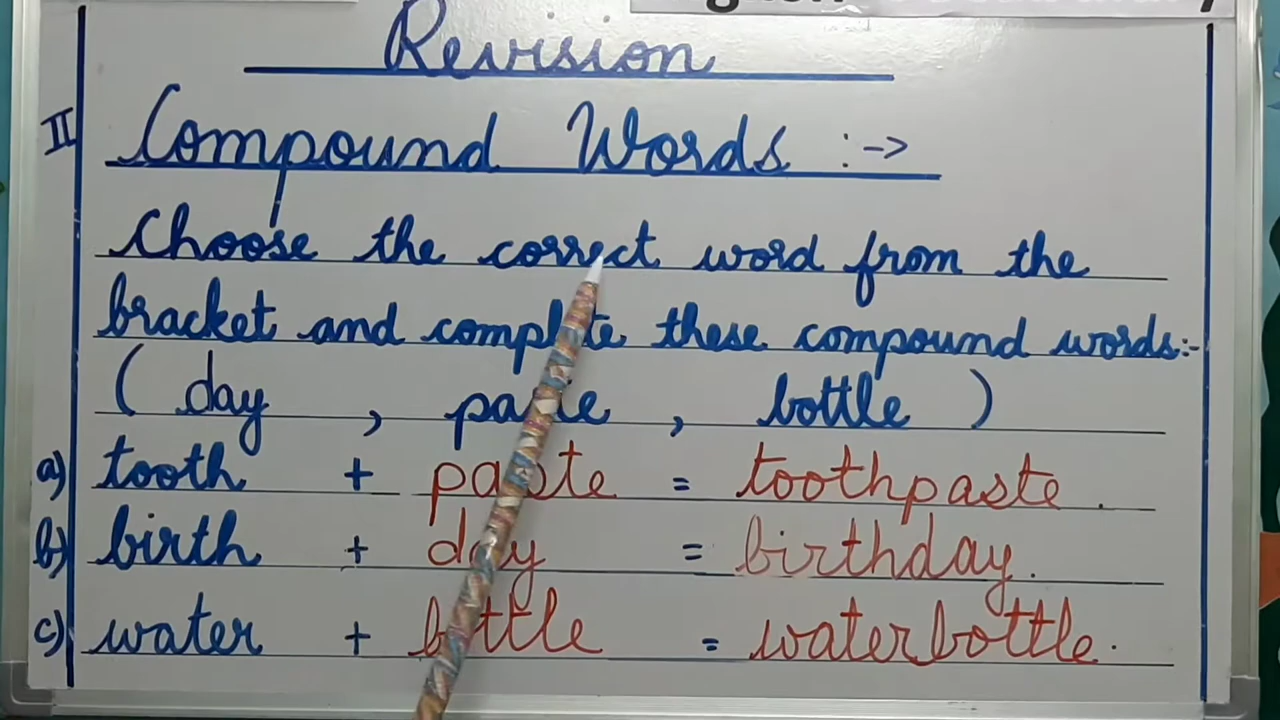 Revision
II Compound Words :->
Choose the correct word from the
bracket and complete these compound words:-
( day , paste , bottle )
a) tooth + paste = toothpaste.
b) birth + day = birthday.
c) water + bottle = waterbottle.